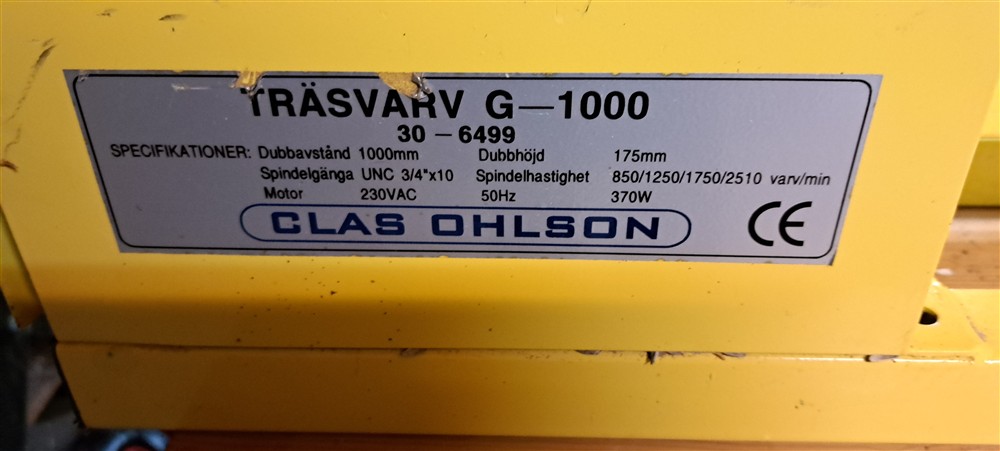 TRÄSVARV G—1000
30 — 6499
SPECIFIKATIONER: Dubbavstånd 1000mm Dubbhöjd 175mm
Spindelgänga UNC 3/4"x10 Spindelhastighet 850/1250/1750/2510 varv/min
Motor 230VAC 50Hz 370W
CLAS OHLSON CE